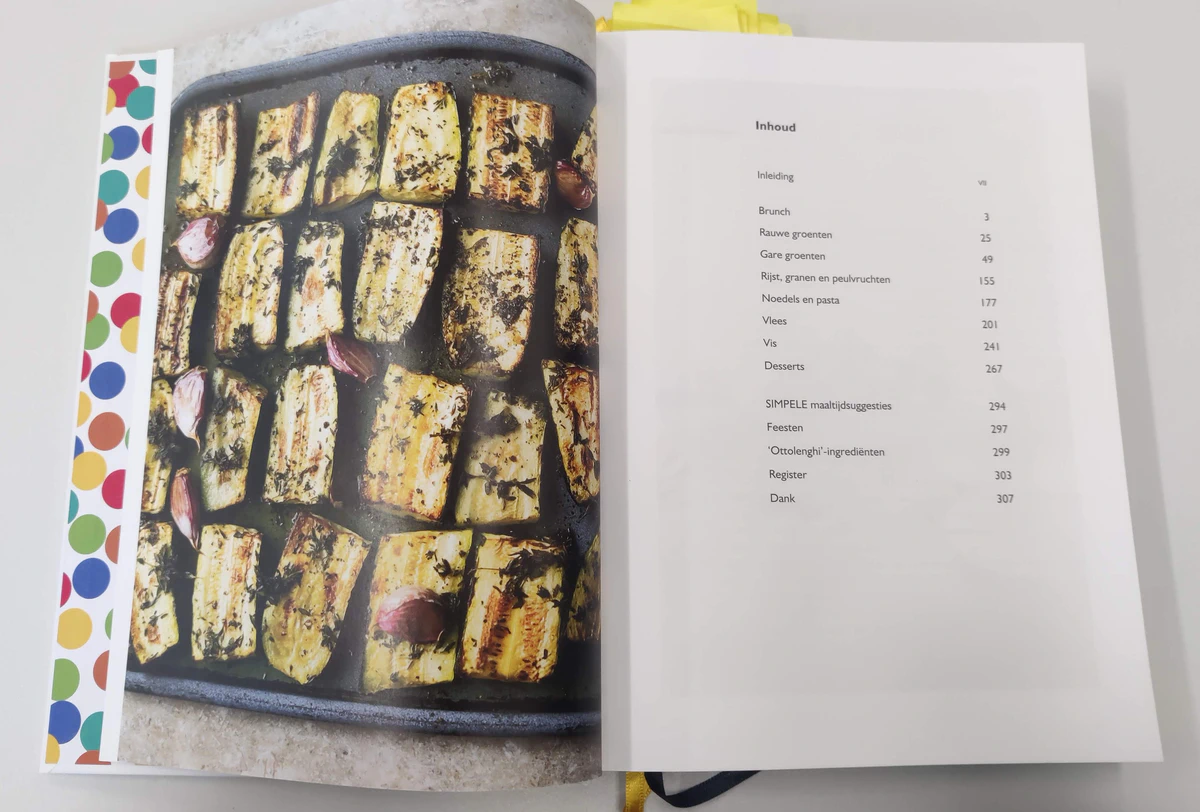 Inhoud
Inleiding vii
Brunch 3
Rauwe groenten 25
Gare groenten 49
Rijst, granen en peulvruchten 155
Noedels en pasta 177
Vlees 201
Vis 241
Desserts 267
SIMPELE maaltijdsuggesties 294
Feesten 297
‘Ottolenghi’-ingrediënten 299
Register 303
Dank 307